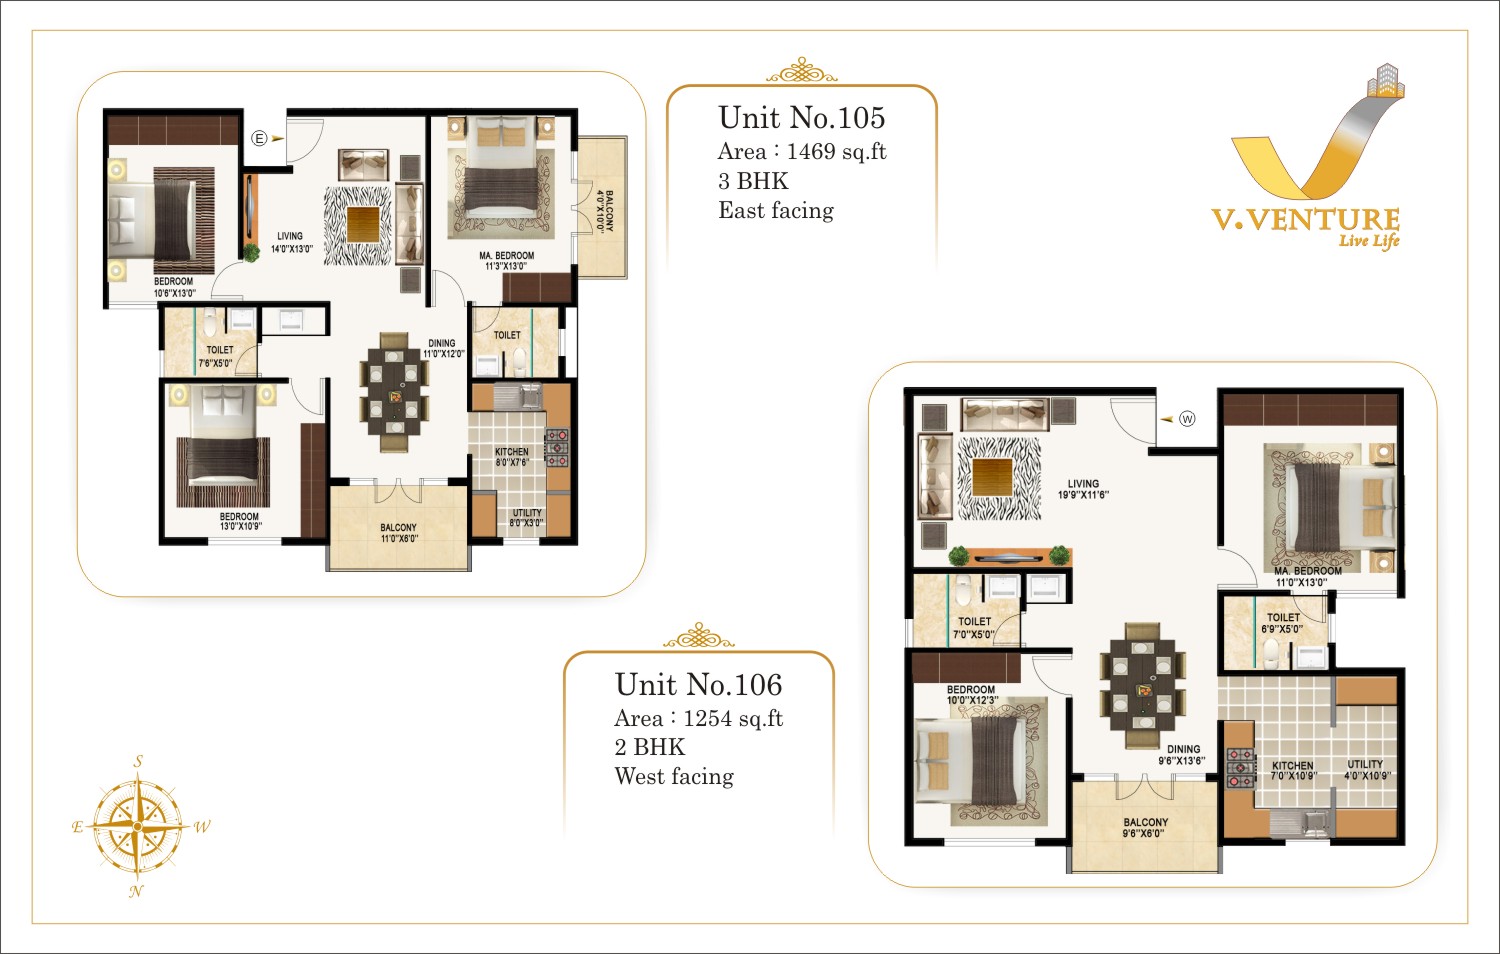 Unit No.105
Area : 1469 sq.ft
3 BHK
East facing
V.VENTURE
Live Life
E
LIVING
14'0"X13'0"
BEDROOM
10'6"X13'0"
MA. BEDROOM
11'3"X13'0"
BALCONY
4'0"X10'0"
TOILET
7'6"X5'0"
DINING
11'0"X12'0"
TOILET
BEDROOM
13'0"X10'9"
KITCHEN
8'0"X7'6"
UTILITY
8'0"X3'0"
BALCONY
11'0"X6'0"
Unit No.106
Area : 1254 sq.ft
2 BHK
West facing
W
LIVING
19'9"X11'6"
MA. BEDROOM
11'0"X13'0"
TOILET
7'0"X5'0"
TOILET
6'9"X5'0"
BEDROOM
10'0"X12'3"
DINING
9'6"X13'6"
KITCHEN
7'0"X10'9"
UTILITY
4'0"X10'9"
BALCONY
9'6"X6'0"
S
E
W
N